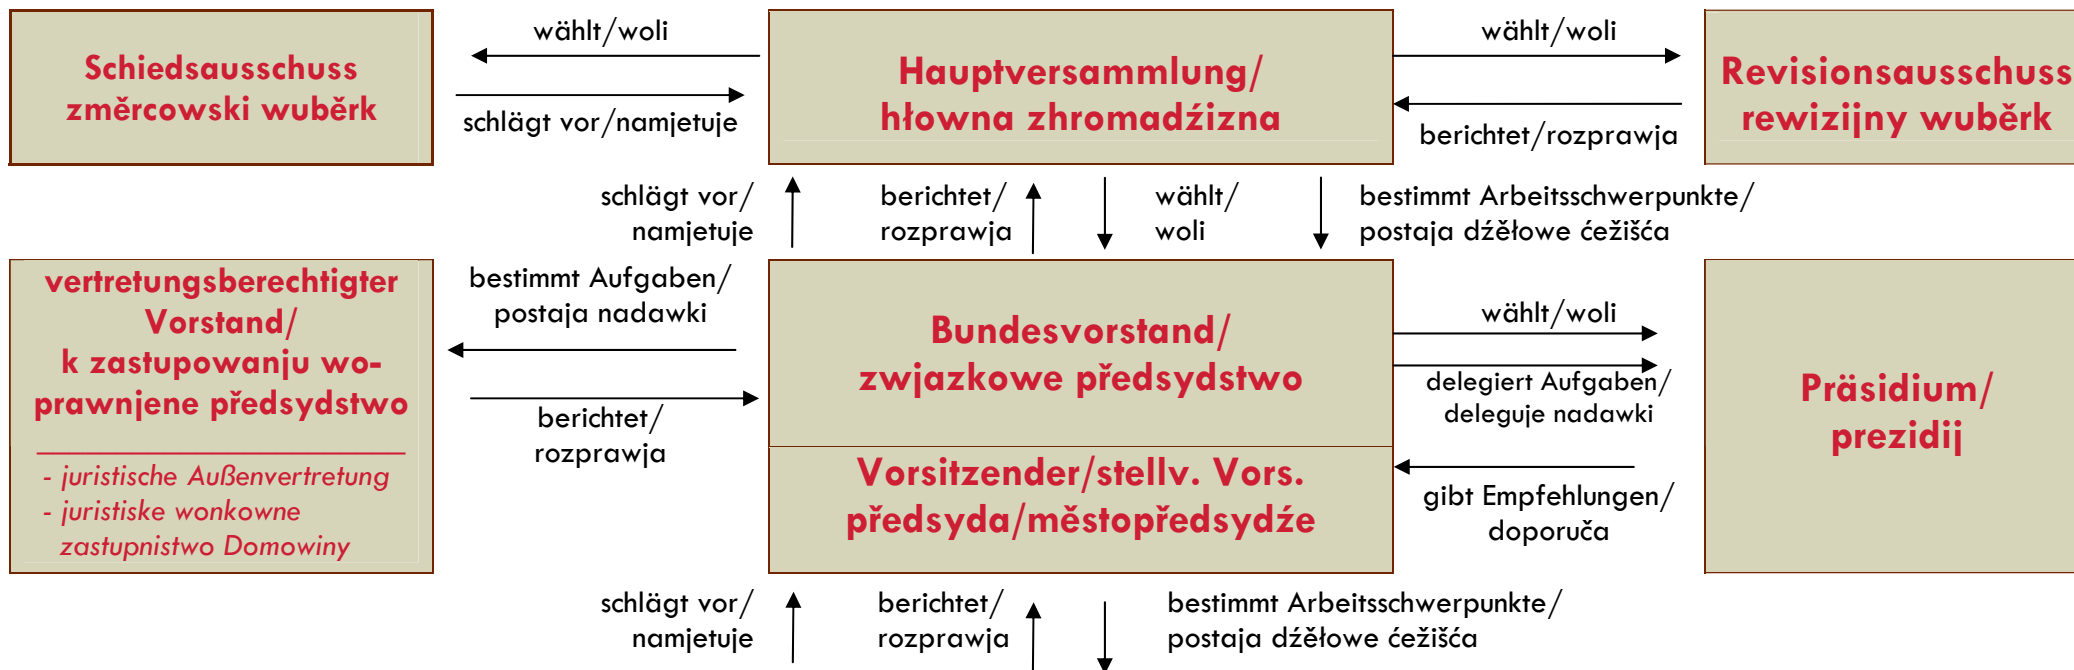 wählt/woli
wählt/woli
Schiedsausschuss
změrcowski wuběrk
Hauptversammlung/
hłowna zhromadźizna
Revisionsausschuss
rewizijny wuběrk
schlägt vor/namjetuje
berichtet/rozprawja
schlägt vor/
namjetuje
berichtet/
rozprawja
wählt/
woli
bestimmt Arbeitsschwerpunkte/
postaja dźěłowe ćežišća
vertretungsberechtigter
Vorstand/
k zastupowanju wo-
prawnjene předsydstwo
- juristische Außenvertretung
- juristiske wonkowne
zastupnistwo Domowiny
bestimmt Aufgaben/
postaja nadawki
berichtet/
rozprawja
Bundesvorstand/
zwjazkowe předsydstwo
Vorsitzender/stellv. Vors.
předsyda/městopředsydźe
wählt/woli
delegiert Aufgaben/
deleguje nadawki
gibt Empfehlungen/
doporuča
Präsidium/
prezidij
schlägt vor/
namjetuje
berichtet/
rozprawja
bestimmt Arbeitsschwerpunkte/
postaja dźěłowe ćežišća